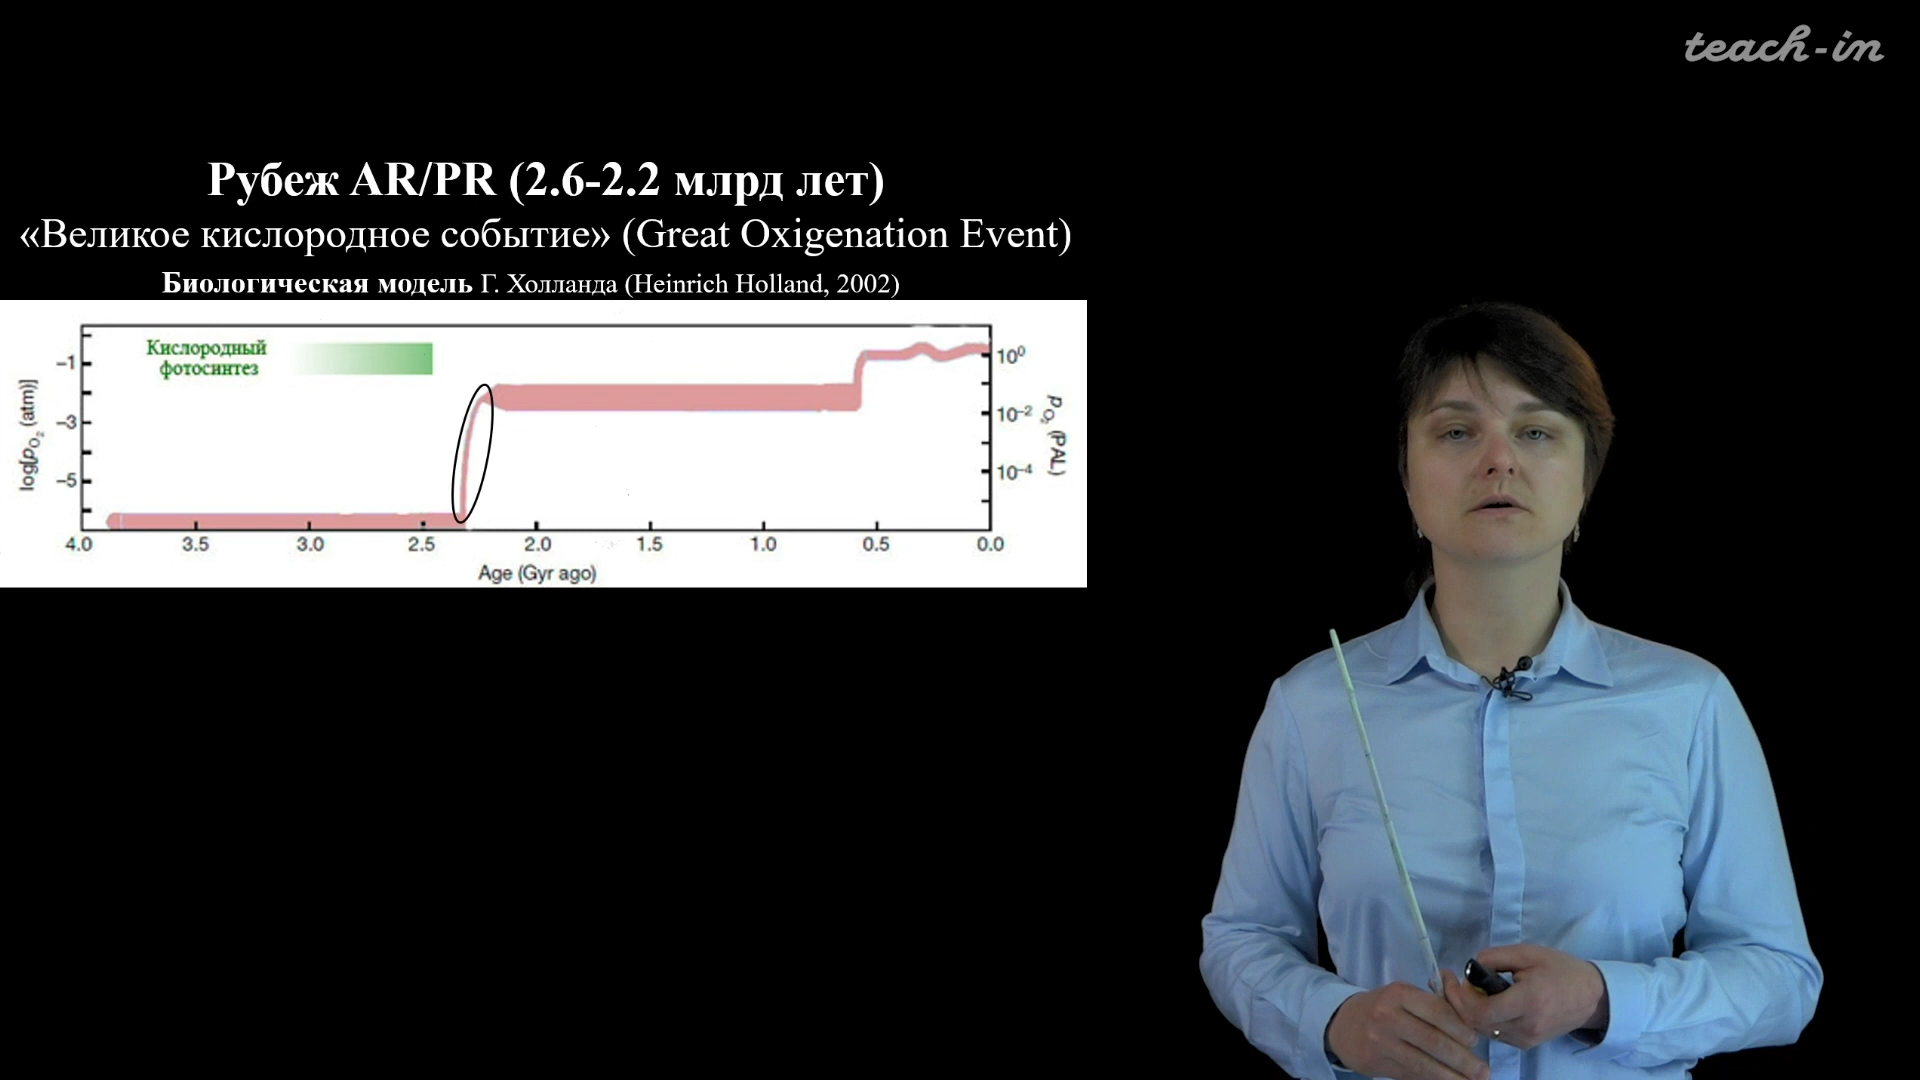 teach-in
Рубеж AR/PR (2.6-2.2 млрд лет)
«Великое кислородное событие» (Great Oxigenation Event)
Биологическая модель Г. Холланда (Heinrich Holland, 2002)
Кислородный
фотосинтез
log[pO₂ (atm)]
−1
−3
−5
10⁰
10⁻²
10⁻⁴
pO₂ (PAL)
4.0 3.5 3.0 2.5 2.0 1.5 1.0 0.5 0.0
Age (Gyr ago)